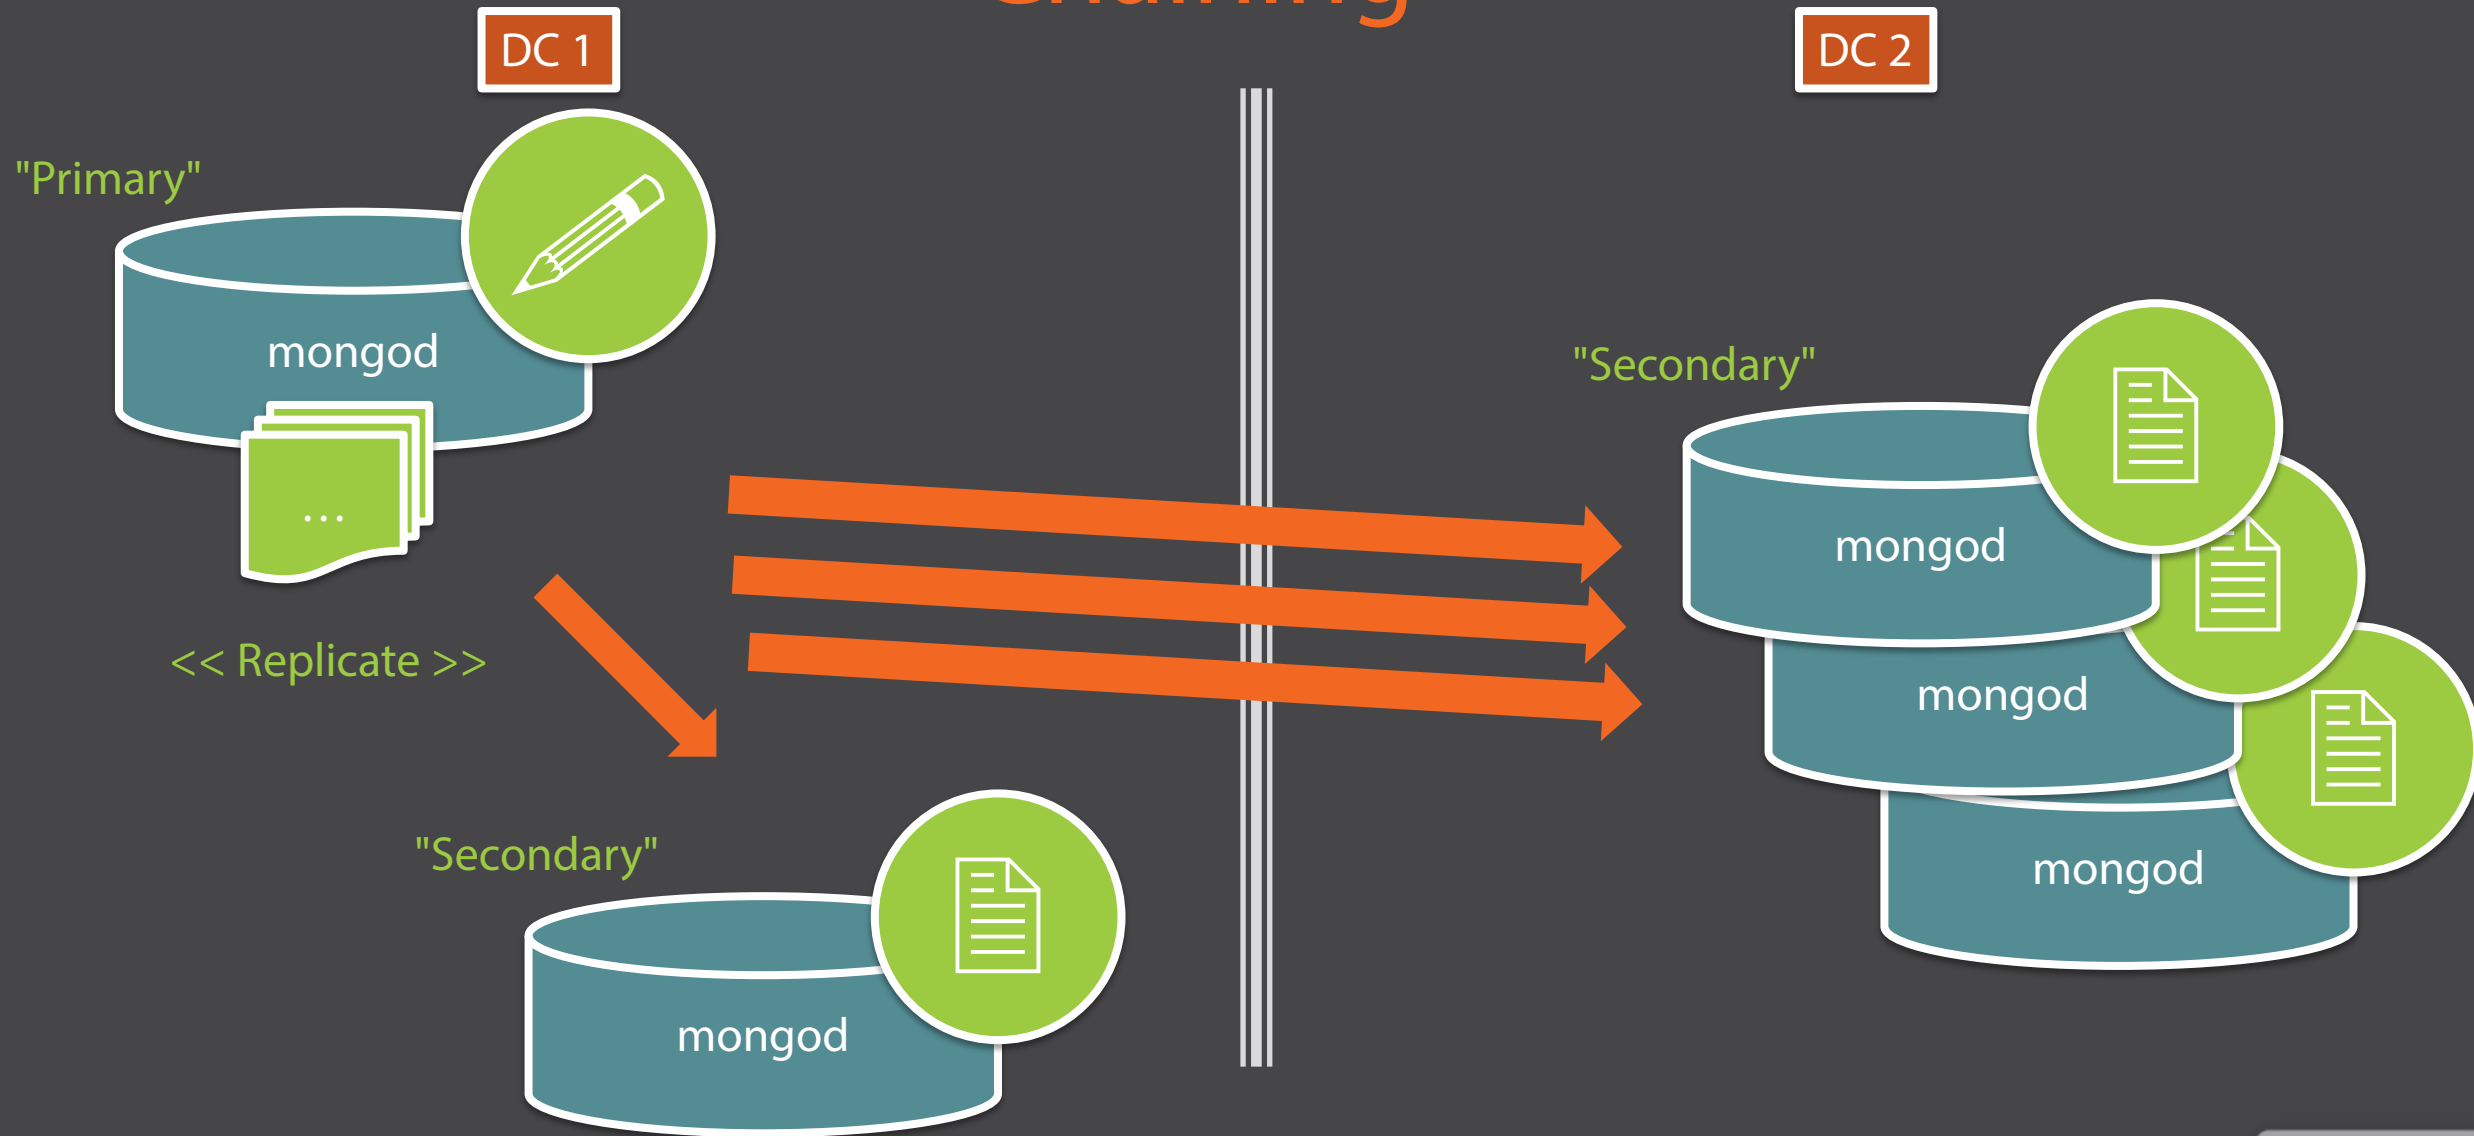 DC 1
DC 2
"Primary"
mongod
...
<< Replicate >>
"Secondary"
mongod
"Secondary"
mongod
mongod
mongod